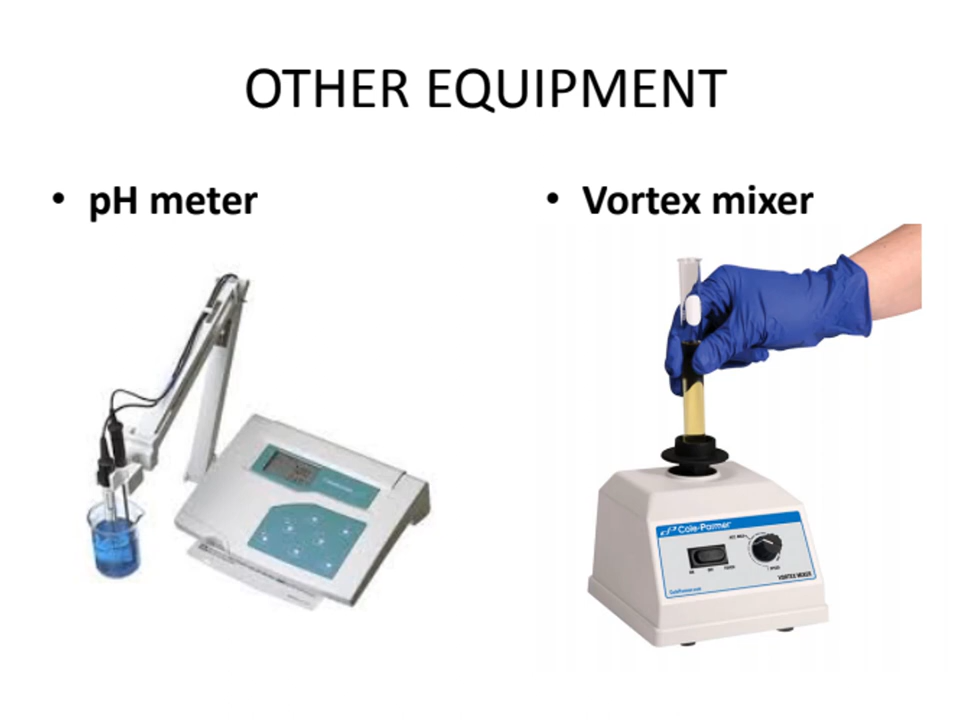 OTHER EQUIPMENT
• pH meter
• Vortex mixer
Cole-Parmer
VORTEX MIXER